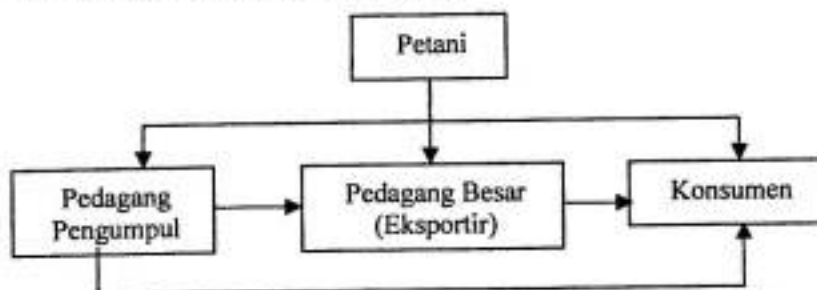 Petani
Pedagang
Pengumpul
Pedagang Besar
(Eksportir)
Konsumen